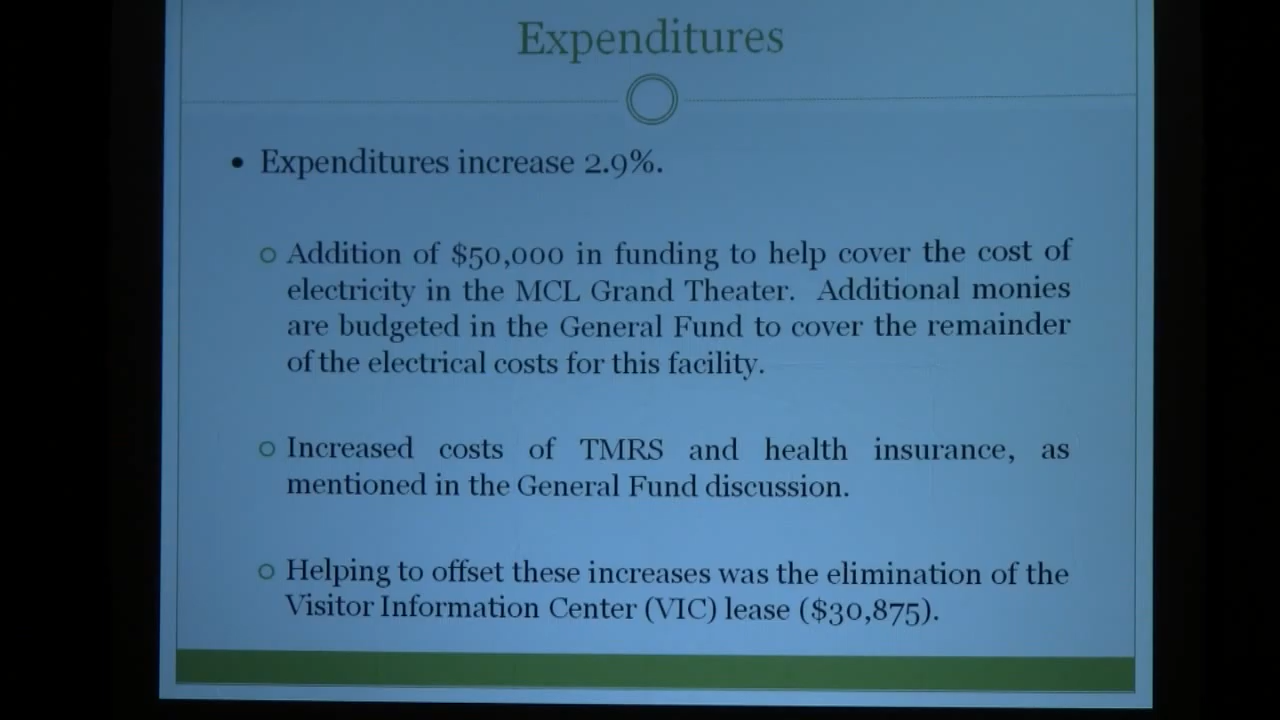 Expenditures
• Expenditures increase 2.9%.
o Addition of $50,000 in funding to help cover the cost of
electricity in the MCL Grand Theater. Additional monies
are budgeted in the General Fund to cover the remainder
of the electrical costs for this facility.
o Increased costs of TMRS and health insurance, as
mentioned in the General Fund discussion.
o Helping to offset these increases was the elimination of the
Visitor Information Center (VIC) lease ($30,875).